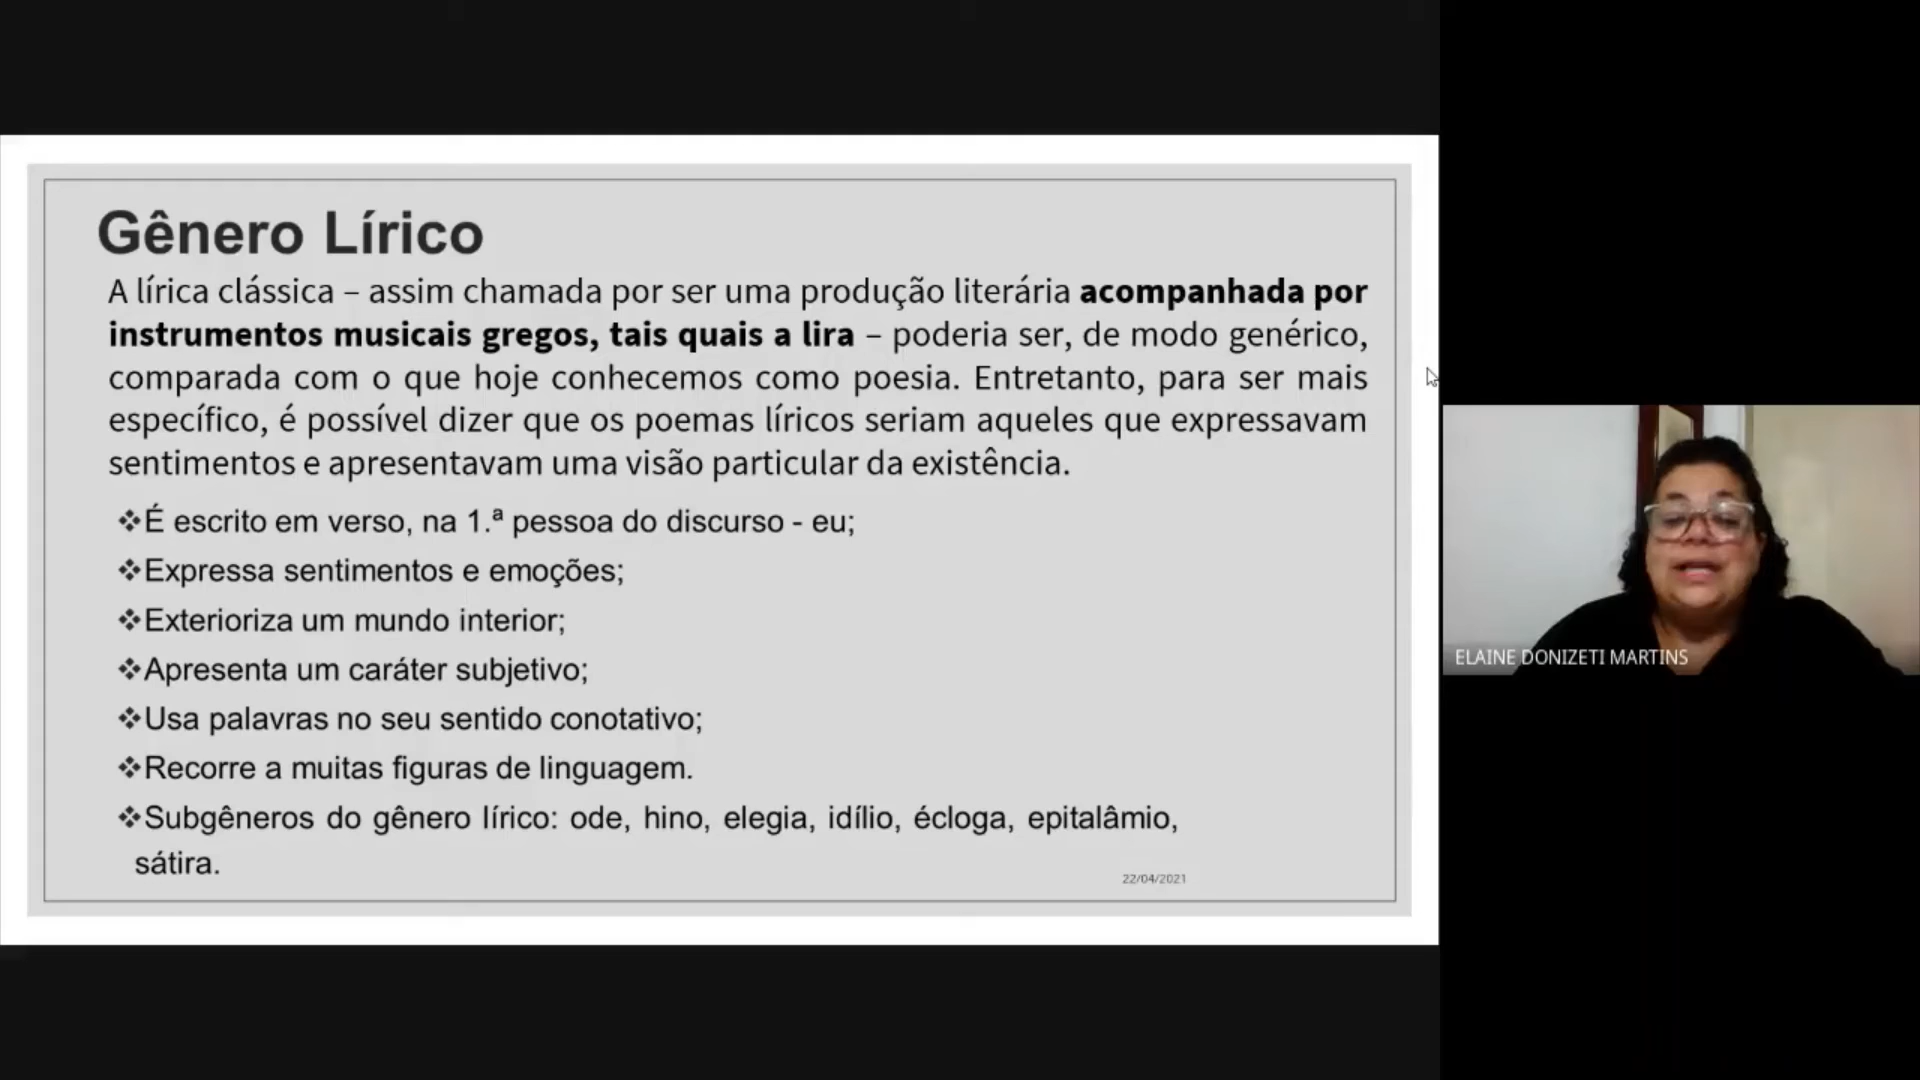 Gênero Lírico
A lírica clássica – assim chamada por ser uma produção literária acompanhada por
instrumentos musicais gregos, tais quais a lira – poderia ser, de modo genérico,
comparada com o que hoje conhecemos como poesia. Entretanto, para ser mais
específico, é possível dizer que os poemas líricos seriam aqueles que expressavam
sentimentos e apresentavam uma visão particular da existência.
❖É escrito em verso, na 1.ª pessoa do discurso - eu;
❖Expressa sentimentos e emoções;
❖Exterioriza um mundo interior;
❖Apresenta um caráter subjetivo;
❖Usa palavras no seu sentido conotativo;
❖Recorre a muitas figuras de linguagem.
❖Subgêneros do gênero lírico: ode, hino, elegia, idílio, écloga, epitalâmio,
sátira.
22/04/2021
ELAINE DONIZETI MARTINS